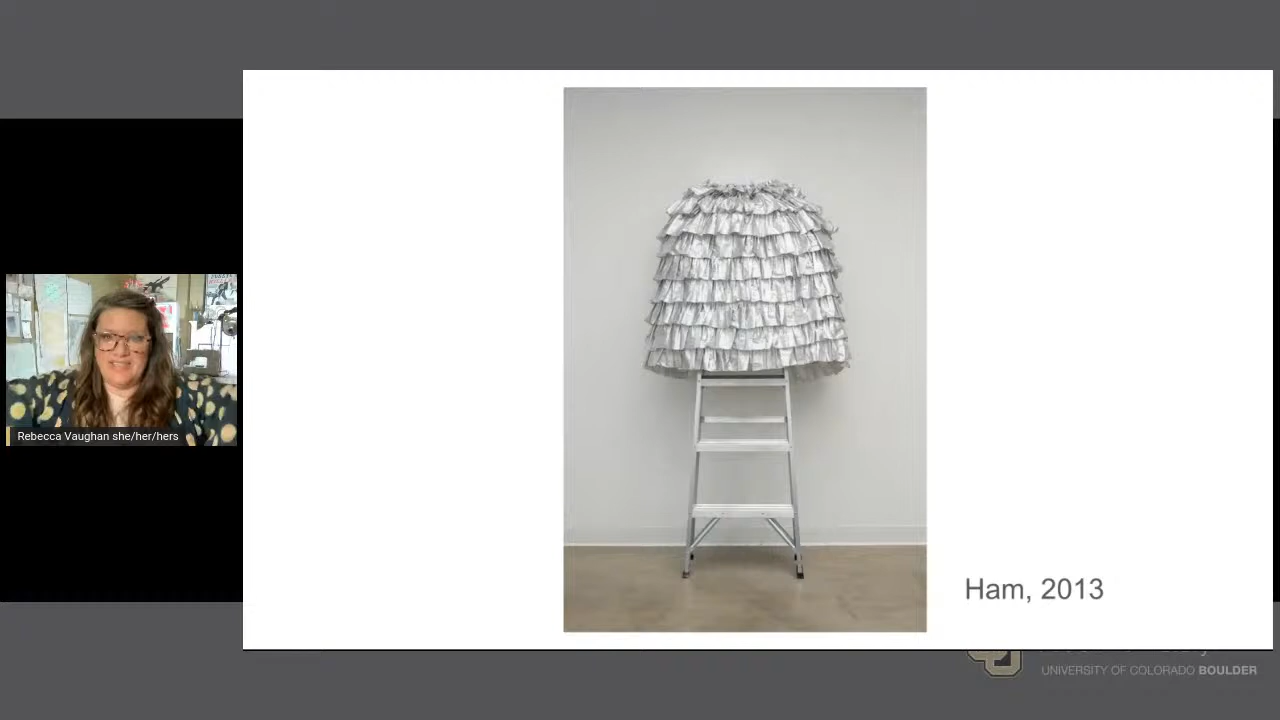 Rebecca Vaughan she/her/hers
Ham, 2013
UNIVERSITY OF COLORADO BOULDER